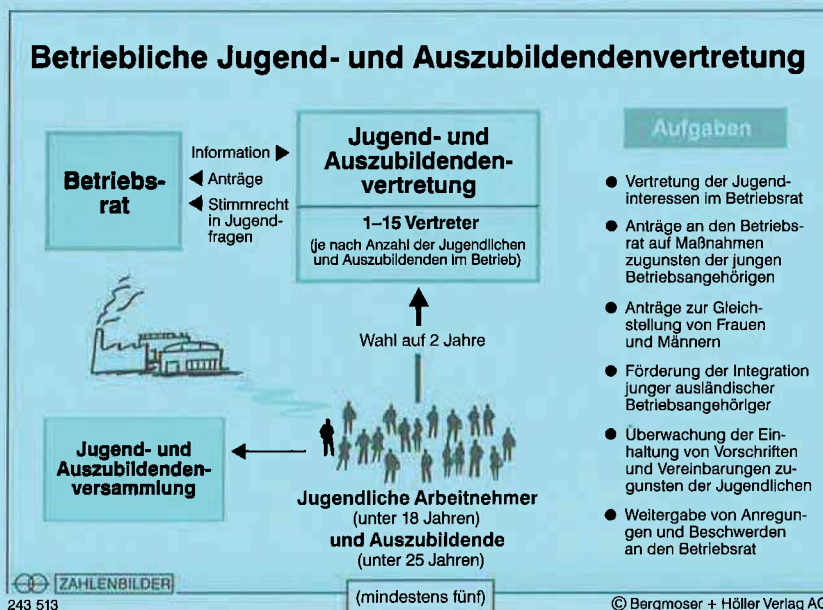 Betriebliche Jugend- und Auszubildendenvertretung
Betriebs-
rat
Information
Anträge
Stimmrecht
in Jugend-
fragen
Jugend- und
Auszubildenden-
vertretung
1–15 Vertreter
(je nach Anzahl der Jugendlichen
und Auszubildenden im Betrieb)
Wahl auf 2 Jahre
Jugend- und
Auszubildenden-
versammlung
Jugendliche Arbeitnehmer
(unter 18 Jahren)
und Auszubildende
(unter 25 Jahren)
(mindestens fünf)
Aufgaben
● Vertretung der Jugend-
interessen im Betriebsrat
● Anträge an den Betriebs-
rat auf Maßnahmen
zugunsten der jungen
Betriebsangehörigen
● Anträge zur Gleich-
stellung von Frauen
und Männern
● Förderung der Integration
junger ausländischer
Betriebsangehöriger
● Überwachung der Ein-
haltung von Vorschriften
und Vereinbarungen zu-
gunsten der Jugendlichen
● Weitergabe von Anregun-
gen und Beschwerden
an den Betriebsrat
ZAHLENBILDER
243 513
© Bergmoser + Höller Verlag AG